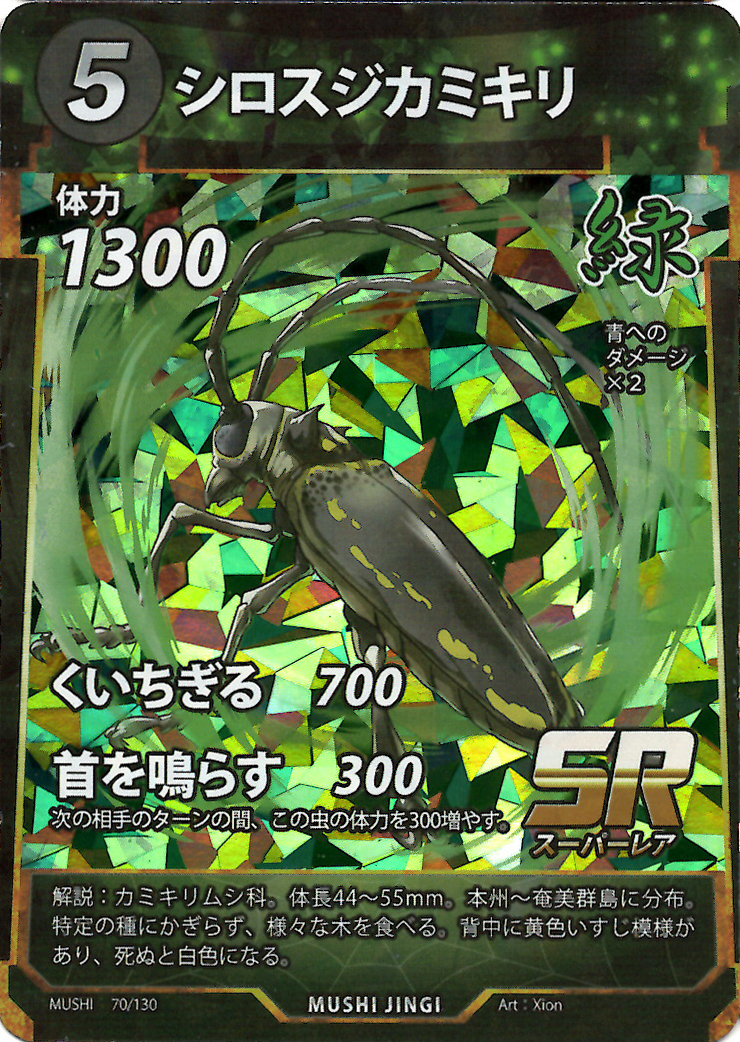 5 シロスジカミキリ
体力
1300
緑
青への
ダメージ
×2
くいちぎる 700
首を鳴らす 300
次の相手のターンの間、この虫の体力を300増やす。
SR
スーパーレア
解説：カミキリムシ科。体長44～55mm。本州～奄美群島に分布。
特定の種にかぎらず、様々な木を食べる。背中に黄色いすじ模様が
あり、死ぬと白色になる。
MUSHI 70/130 MUSHI JINGI Art：Xion